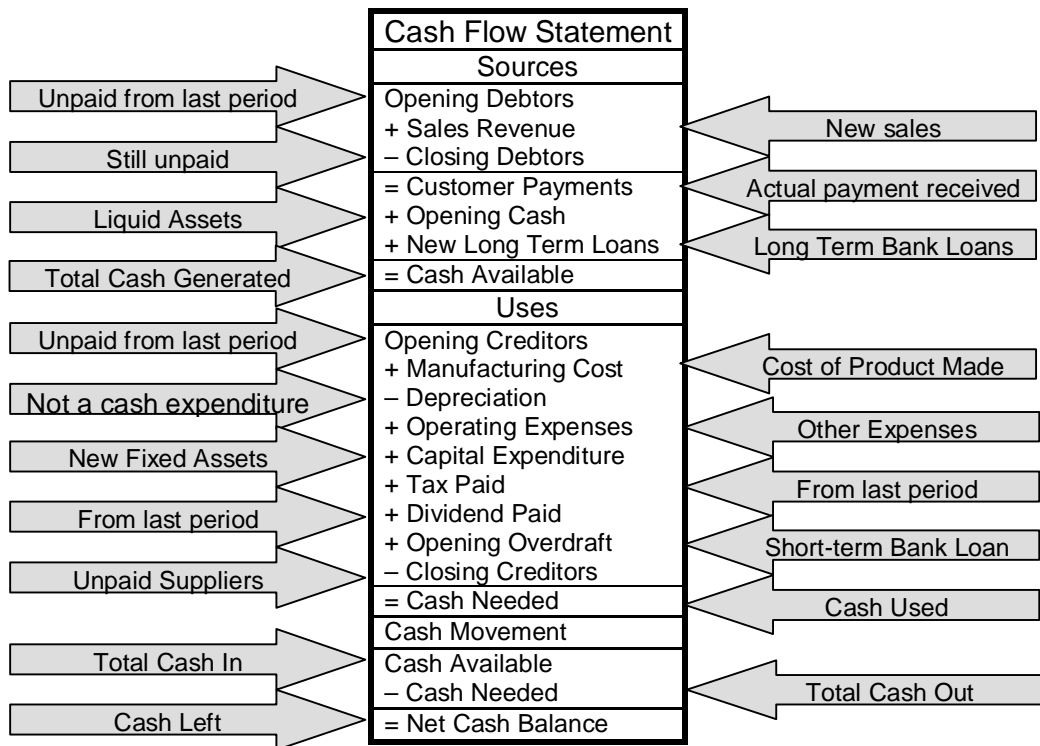 Cash Flow Statement
Sources
Unpaid from last period
Opening Debtors
+ Sales Revenue
New sales
Still unpaid
– Closing Debtors
= Customer Payments
Actual payment received
Liquid Assets
+ Opening Cash
+ New Long Term Loans
Long Term Bank Loans
Total Cash Generated
= Cash Available
Uses
Unpaid from last period
Opening Creditors
+ Manufacturing Cost
Cost of Product Made
Not a cash expenditure
– Depreciation
+ Operating Expenses
Other Expenses
New Fixed Assets
+ Capital Expenditure
+ Tax Paid
From last period
From last period
+ Dividend Paid
+ Opening Overdraft
Short-term Bank Loan
Unpaid Suppliers
– Closing Creditors
= Cash Needed
Cash Used
Cash Movement
Total Cash In
Cash Available
– Cash Needed
Total Cash Out
Cash Left
= Net Cash Balance